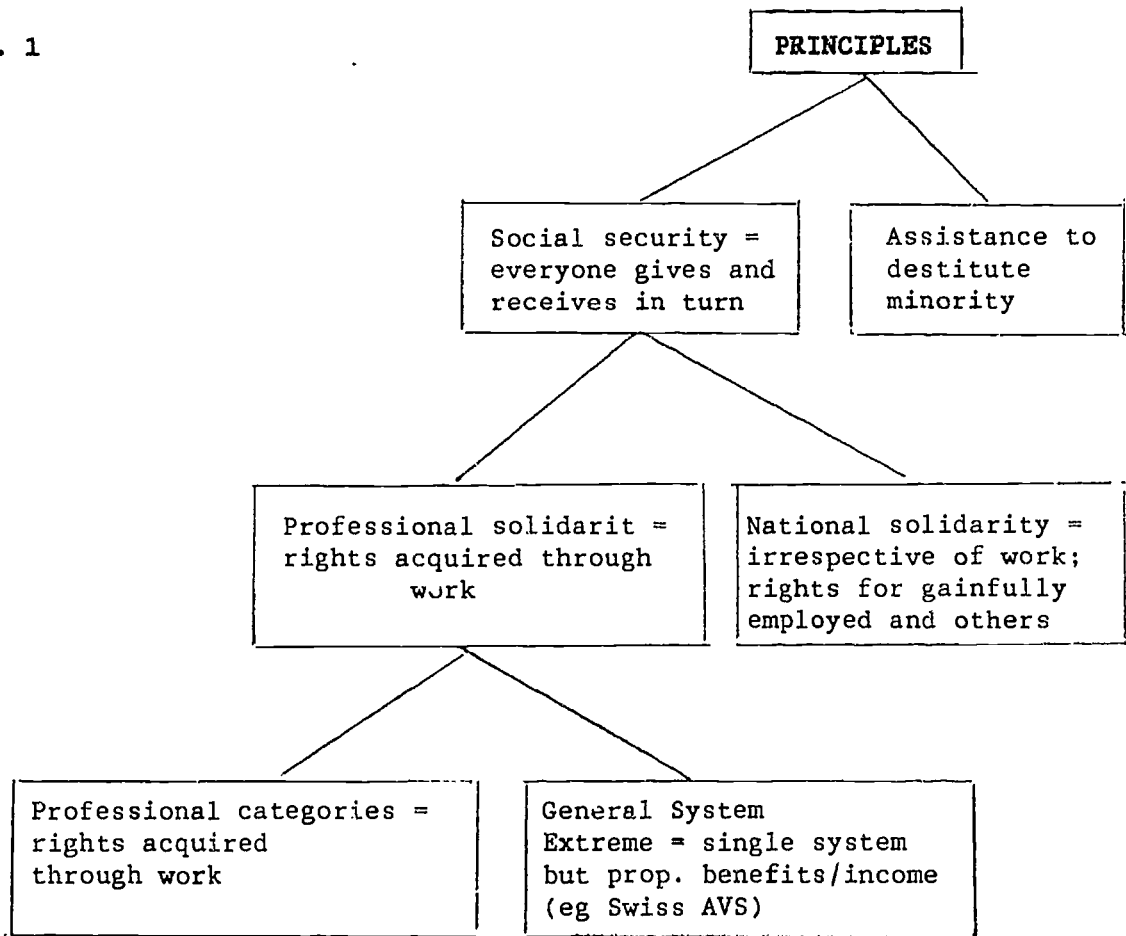 . 1
PRINCIPLES
Social security =
everyone gives and
receives in turn
Assistance to
destitute
minority
Professional solidarit =
rights acquired through
work
National solidarity =
irrespective of work;
rights for gainfully
employed and others
Professional categories =
rights acquired
through work
General System
Extreme = single system
but prop. benefits/income
(eg Swiss AVS)